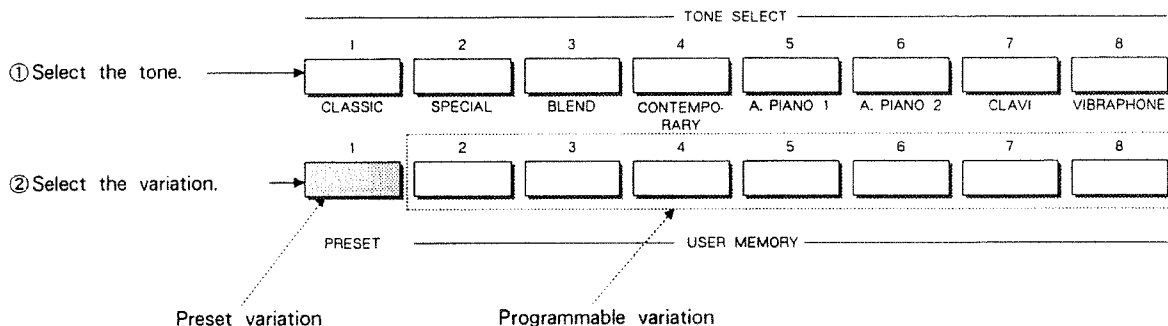 TONE SELECT
1 2 3 4 5 6 7 8
①Select the tone.
CLASSIC SPECIAL BLEND CONTEMPO-RARY A. PIANO 1 A. PIANO 2 CLAVI VIBRAPHONE
1 2 3 4 5 6 7 8
②Select the variation.
PRESET USER MEMORY
Preset variation Programmable variation